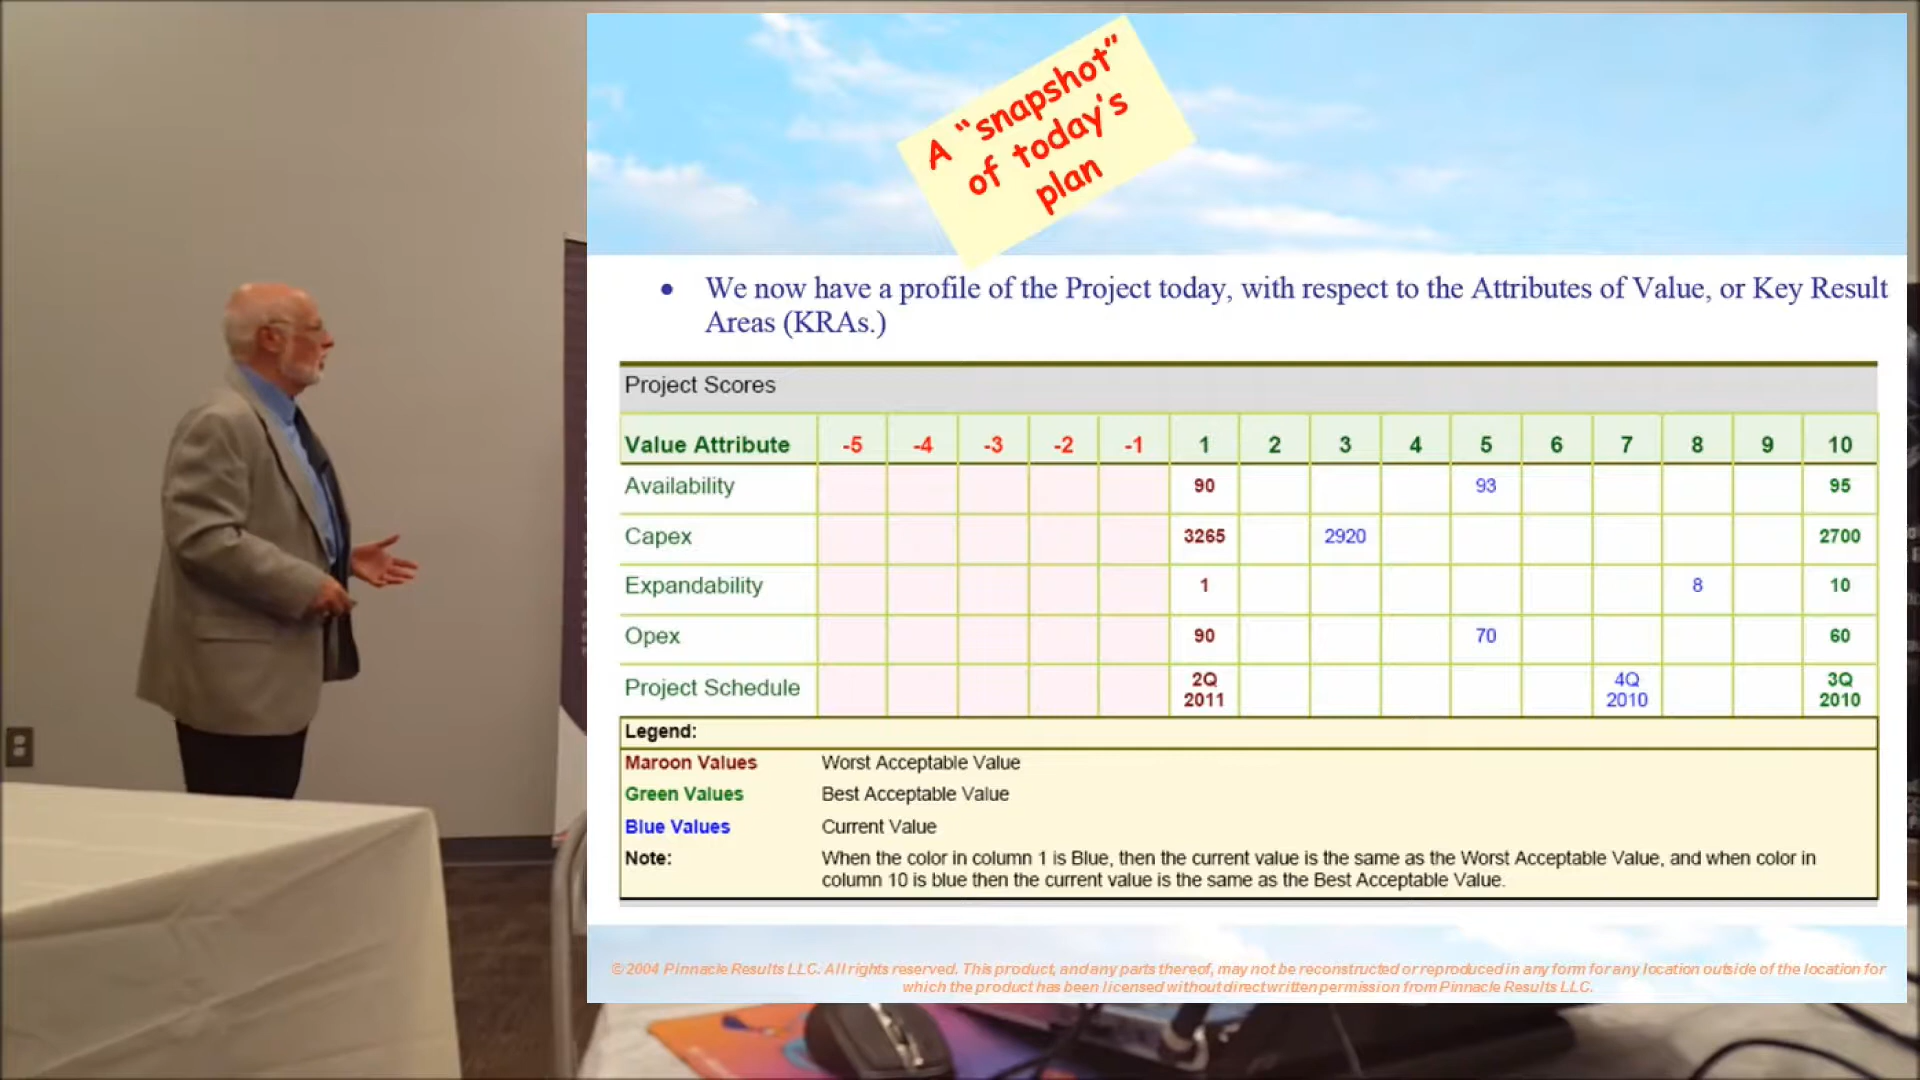 A "snapshot"
of today's
plan
• We now have a profile of the Project today, with respect to the Attributes of Value, or Key Result
Areas (KRAs.)
Project Scores
Value Attribute -5 -4 -3 -2 -1 1 2 3 4 5 6 7 8 9 10
Availability 90 93 95
Capex 3265 2920 2700
Expandability 1 8 10
Opex 90 70 60
Project Schedule 2Q 2011 4Q 2010 3Q 2010
Legend:
Maroon Values Worst Acceptable Value
Green Values Best Acceptable Value
Blue Values Current Value
Note: When the color in column 1 is Blue, then the current value is the same as the Worst Acceptable Value, and when color in
column 10 is blue then the current value is the same as the Best Acceptable Value.
© 2004 Pinnacle Results LLC. All rights reserved. This product, and any parts thereof, may not be reconstructed or reproduced in any form for any location outside of the location for
which the product has been licensed without direct written permission from Pinnacle Results LLC.